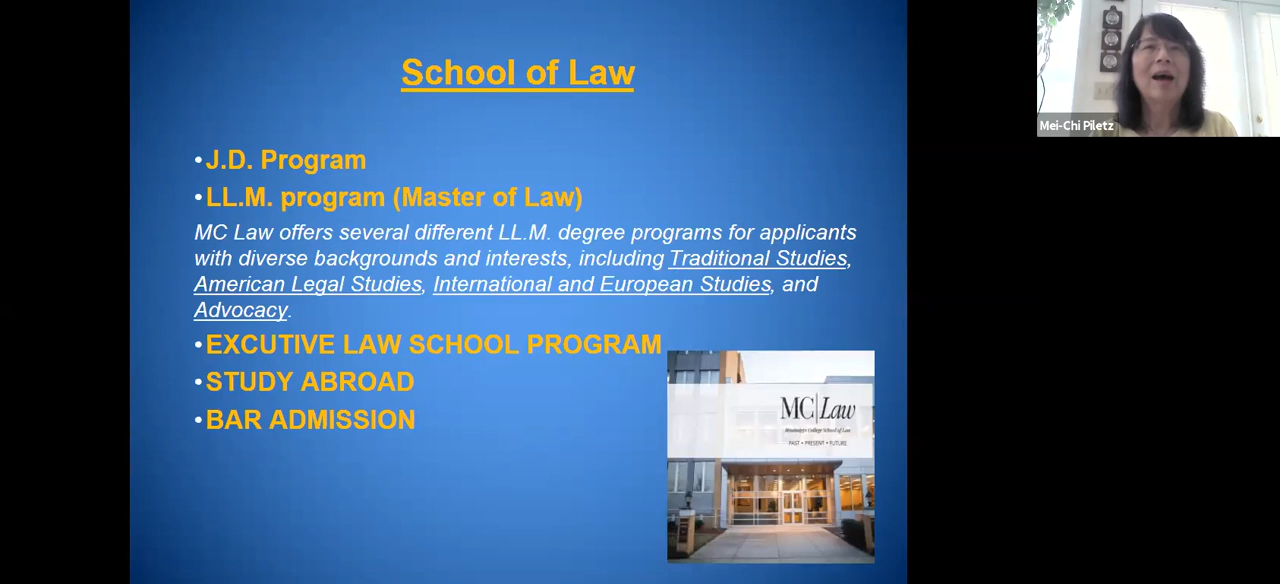 School of Law
•J.D. Program
•LL.M. program (Master of Law)
MC Law offers several different LL.M. degree programs for applicants
with diverse backgrounds and interests, including Traditional Studies,
American Legal Studies, International and European Studies, and
Advocacy.
•EXCUTIVE LAW SCHOOL PROGRAM
•STUDY ABROAD
•BAR ADMISSION
MC|Law
Mississippi College School of Law
PAST • PRESENT • FUTURE
Mei-Chi Piletz